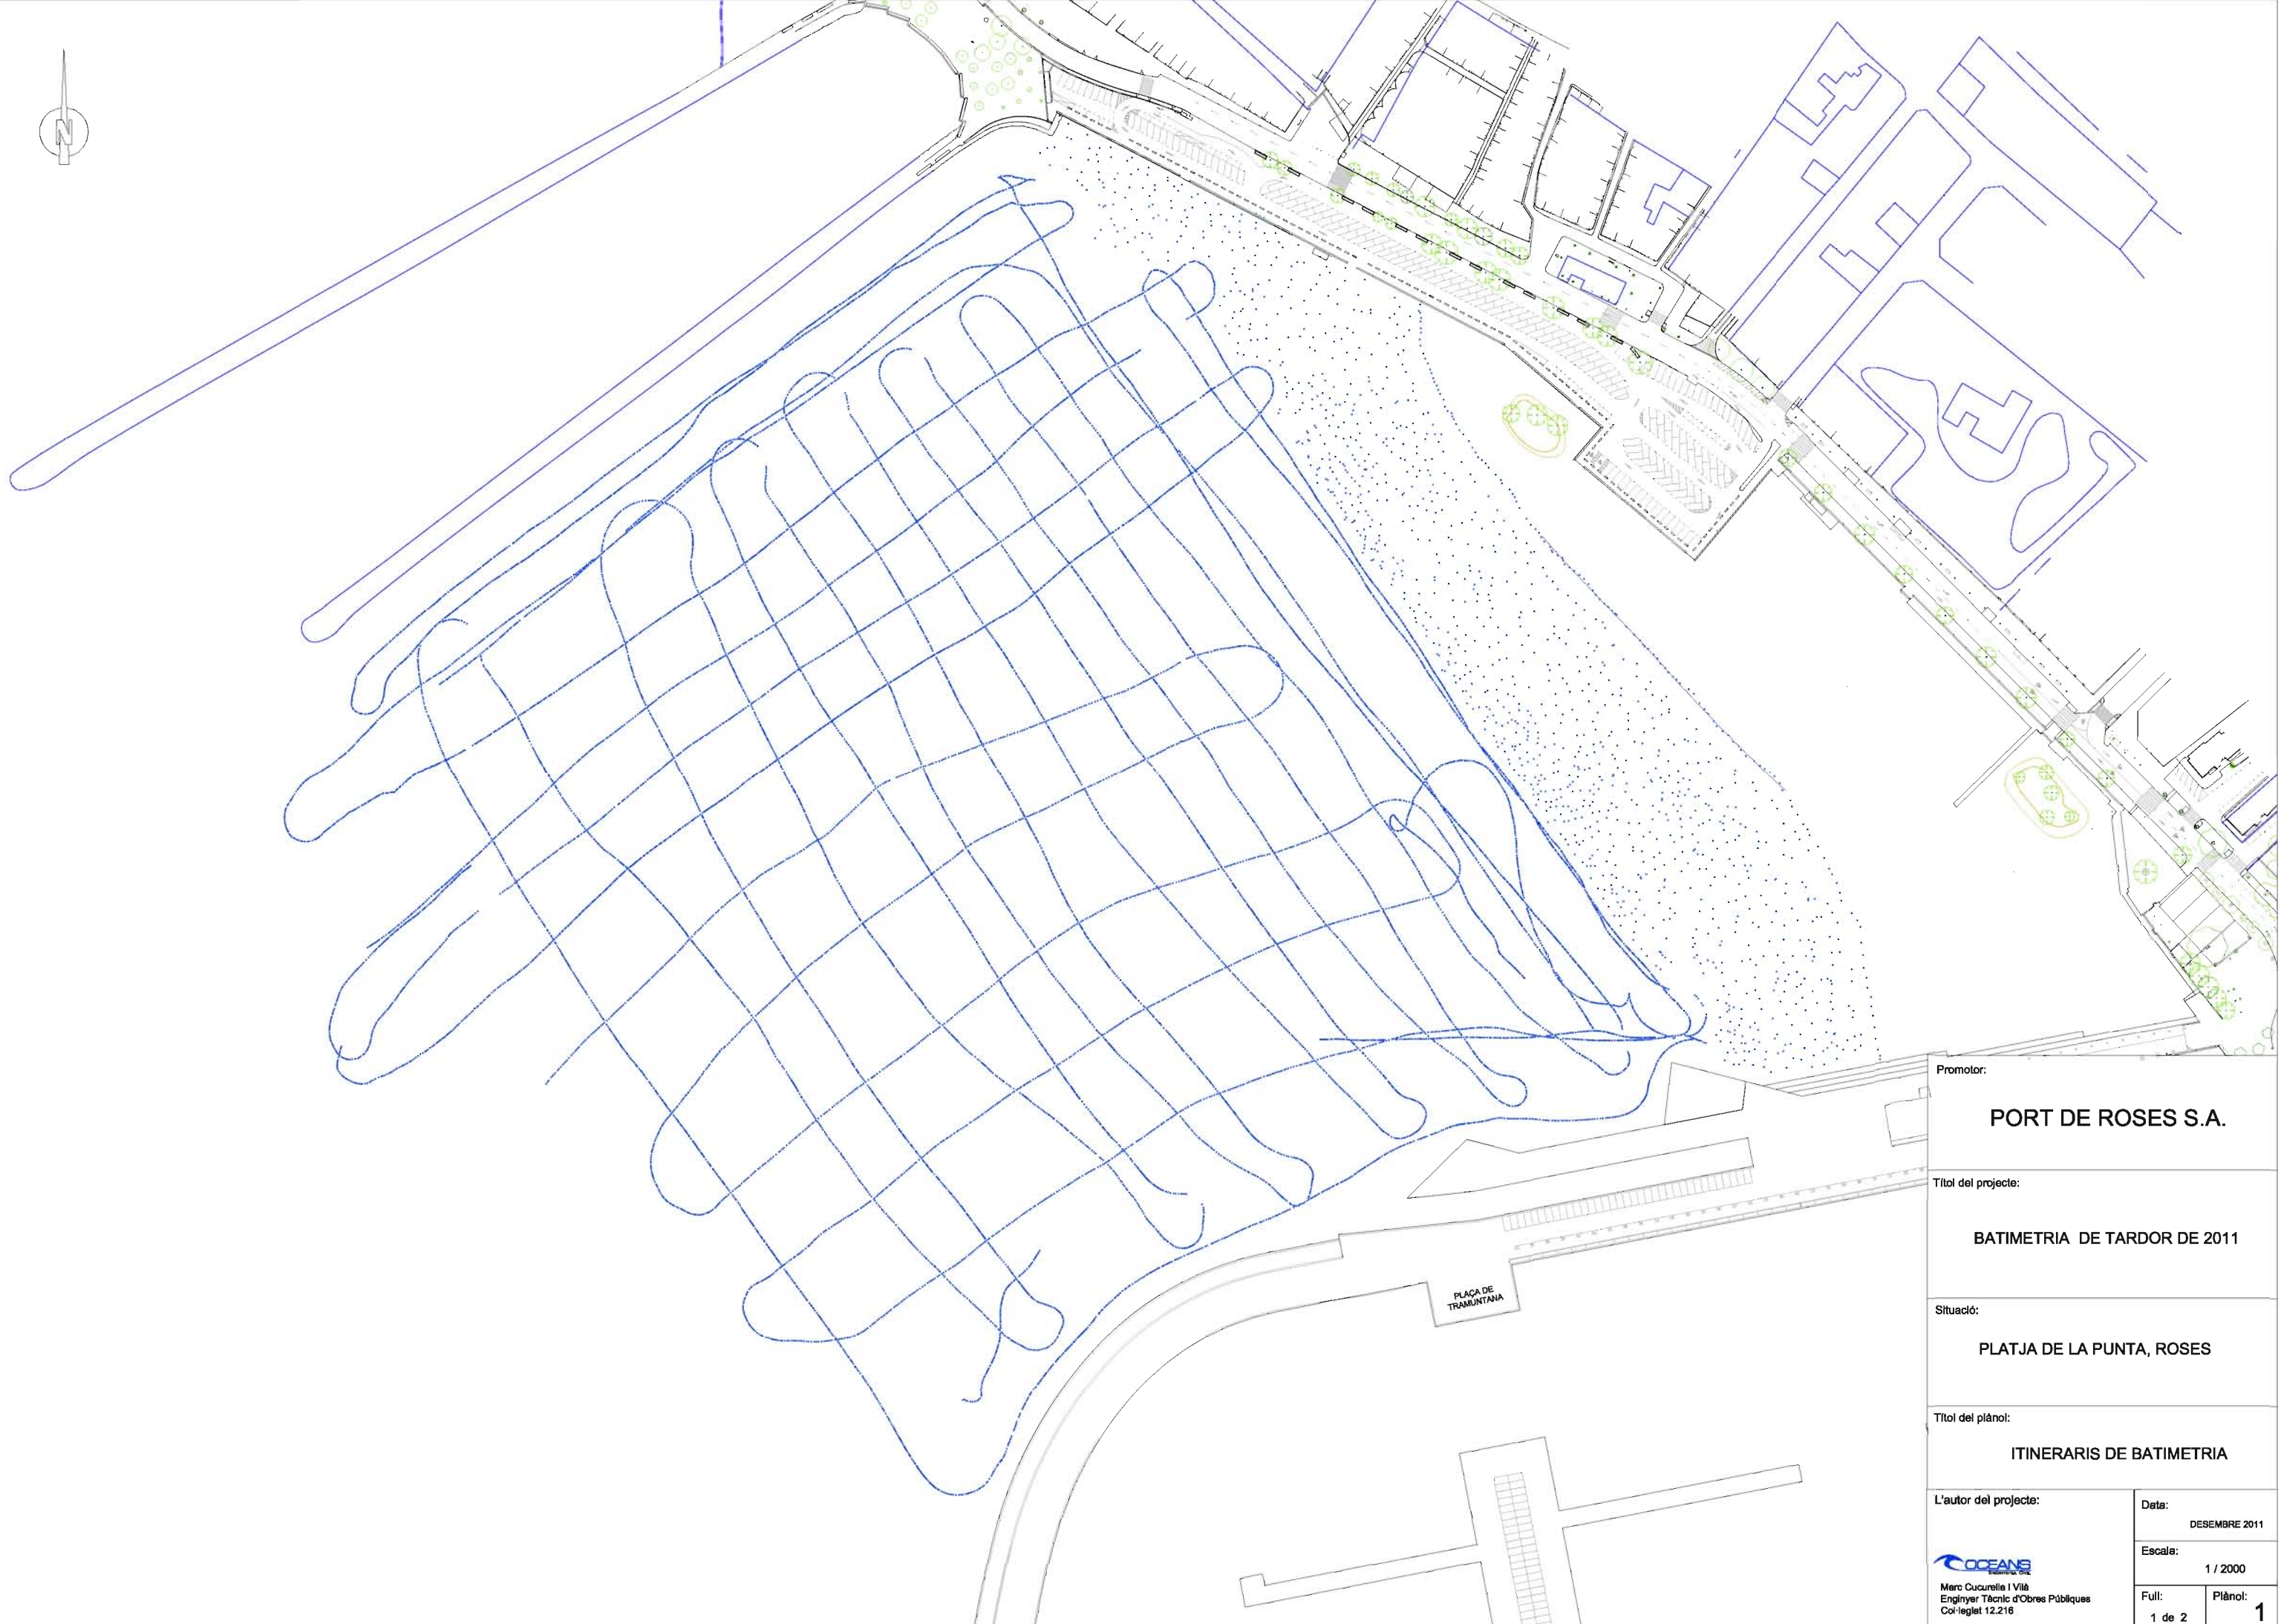 N
PLAÇA DE
TRAMUNTANA
Promotor:
PORT DE ROSES S.A.
Títol del projecte:
BATIMETRIA DE TARDOR DE 2011
Situació:
PLATJA DE LA PUNTA, ROSES
Títol del plànol:
ITINERARIS DE BATIMETRIA
L'autor del projecte:
OCEANS
Marc Cucurella i Vilà
Enginyer Tècnic d'Obres Públiques
Col·legiat 12.216
Data:
DESEMBRE 2011
Escala:
1 / 2000
Full:
1 de 2
Plànol:
1